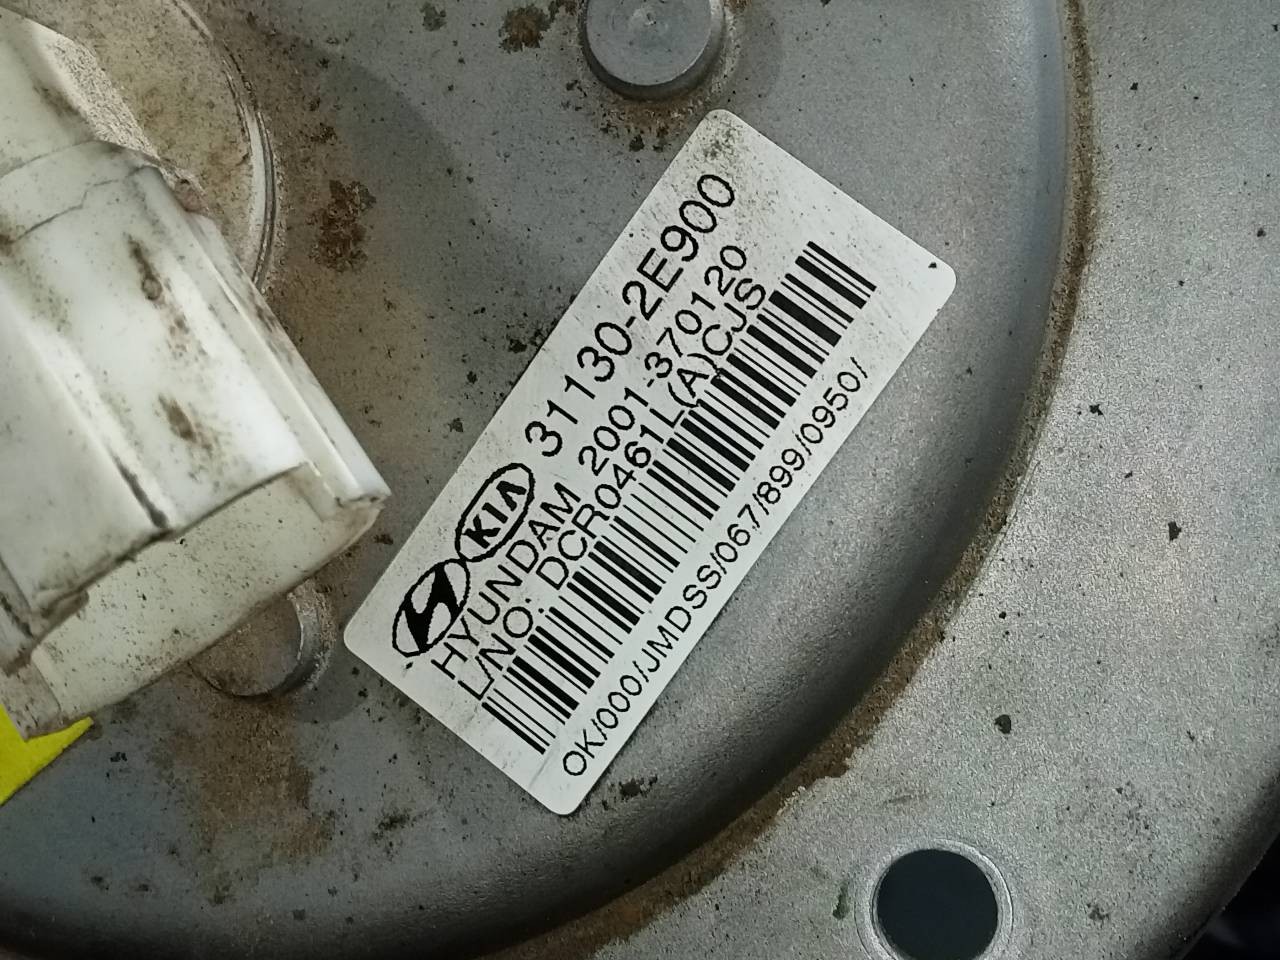 KIA 31130-2E900
HYUNDAM 2001-370120
L/NO. DCR0461L(A)CJS
OK/000/JMDSS/067/899/0950/